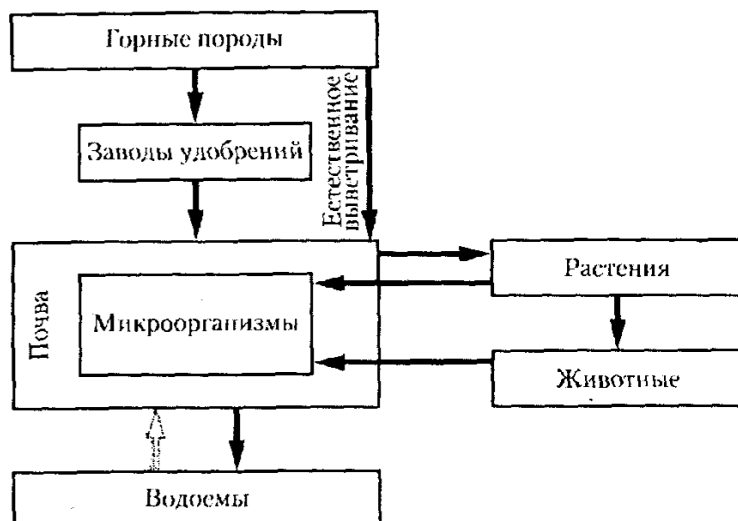 Горные породы
Заводы удобрений
Естественное
выветривание
Почва
Микроорганизмы
Растения
Животные
Водоемы